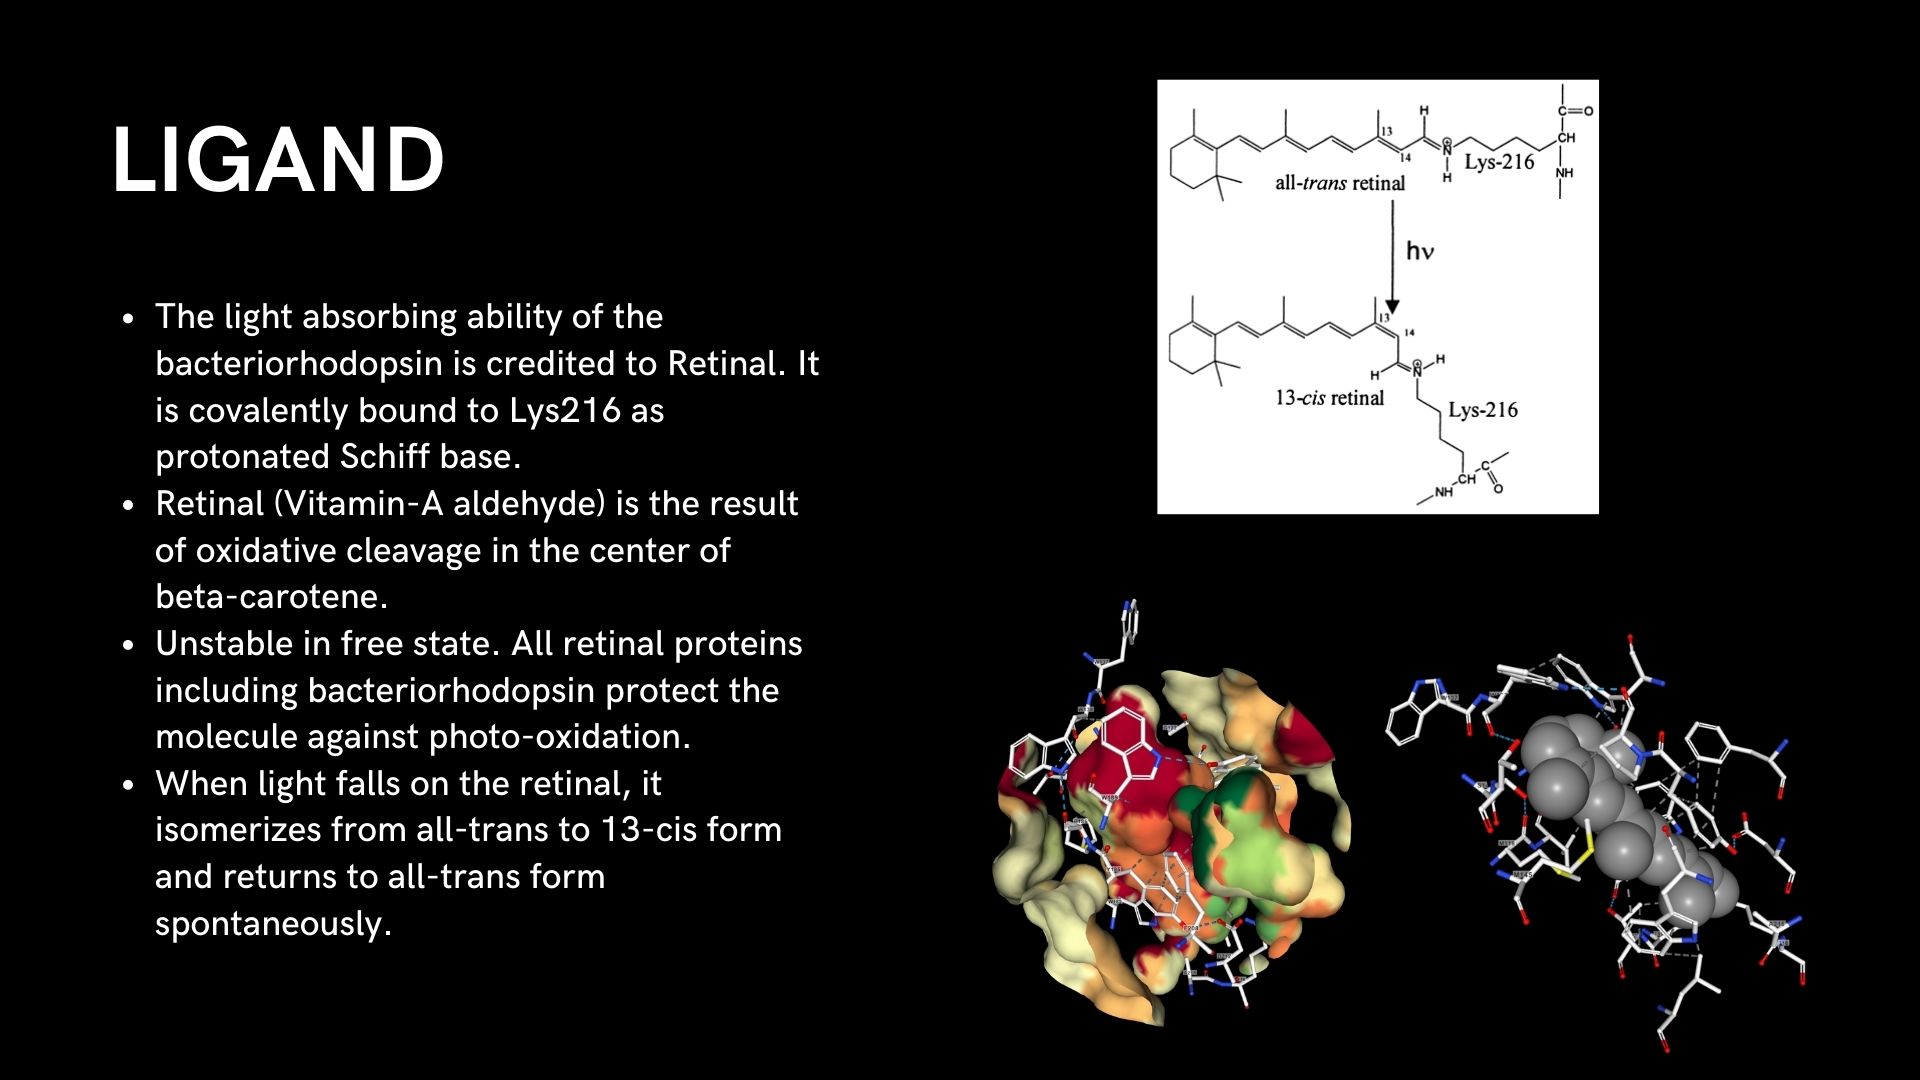 LIGAND
The light absorbing ability of the
bacteriorhodopsin is credited to Retinal. It
is covalently bound to Lys216 as
protonated Schiff base.
Retinal (Vitamin-A aldehyde) is the result
of oxidative cleavage in the center of
beta-carotene.
Unstable in free state. All retinal proteins
including bacteriorhodopsin protect the
molecule against photo-oxidation.
When light falls on the retinal, it
isomerizes from all-trans to 13-cis form
and returns to all-trans form
spontaneously.
H
C=O
13
CH
14
N
⊕
Lys-216
H
NH
all-trans retinal
hν
13
14
H
H
N
⊕
13-cis retinal
Lys-216
C
CH
NH
O